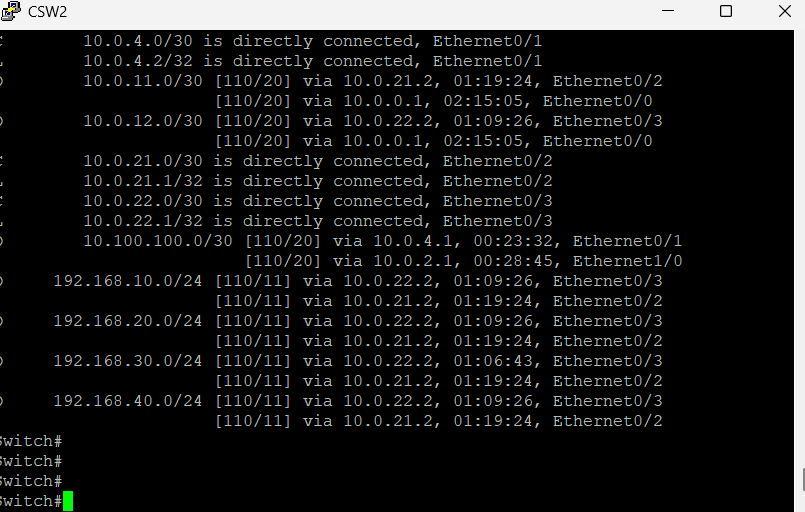 CSW2
C 10.0.4.0/30 is directly connected, Ethernet0/1
L 10.0.4.2/32 is directly connected, Ethernet0/1
O 10.0.11.0/30 [110/20] via 10.0.21.2, 01:19:24, Ethernet0/2
[110/20] via 10.0.0.1, 02:15:05, Ethernet0/0
O 10.0.12.0/30 [110/20] via 10.0.22.2, 01:09:26, Ethernet0/3
[110/20] via 10.0.0.1, 02:15:05, Ethernet0/0
C 10.0.21.0/30 is directly connected, Ethernet0/2
L 10.0.21.1/32 is directly connected, Ethernet0/2
C 10.0.22.0/30 is directly connected, Ethernet0/3
L 10.0.22.1/32 is directly connected, Ethernet0/3
O 10.100.100.0/30 [110/20] via 10.0.4.1, 00:23:32, Ethernet0/1
[110/20] via 10.0.2.1, 00:28:45, Ethernet1/0
O 192.168.10.0/24 [110/11] via 10.0.22.2, 01:09:26, Ethernet0/3
[110/11] via 10.0.21.2, 01:19:24, Ethernet0/2
O 192.168.20.0/24 [110/11] via 10.0.22.2, 01:09:26, Ethernet0/3
[110/11] via 10.0.21.2, 01:19:24, Ethernet0/2
O 192.168.30.0/24 [110/11] via 10.0.22.2, 01:06:43, Ethernet0/3
[110/11] via 10.0.21.2, 01:19:24, Ethernet0/2
O 192.168.40.0/24 [110/11] via 10.0.22.2, 01:09:26, Ethernet0/3
[110/11] via 10.0.21.2, 01:19:24, Ethernet0/2
Switch#
Switch#
Switch#
Switch#